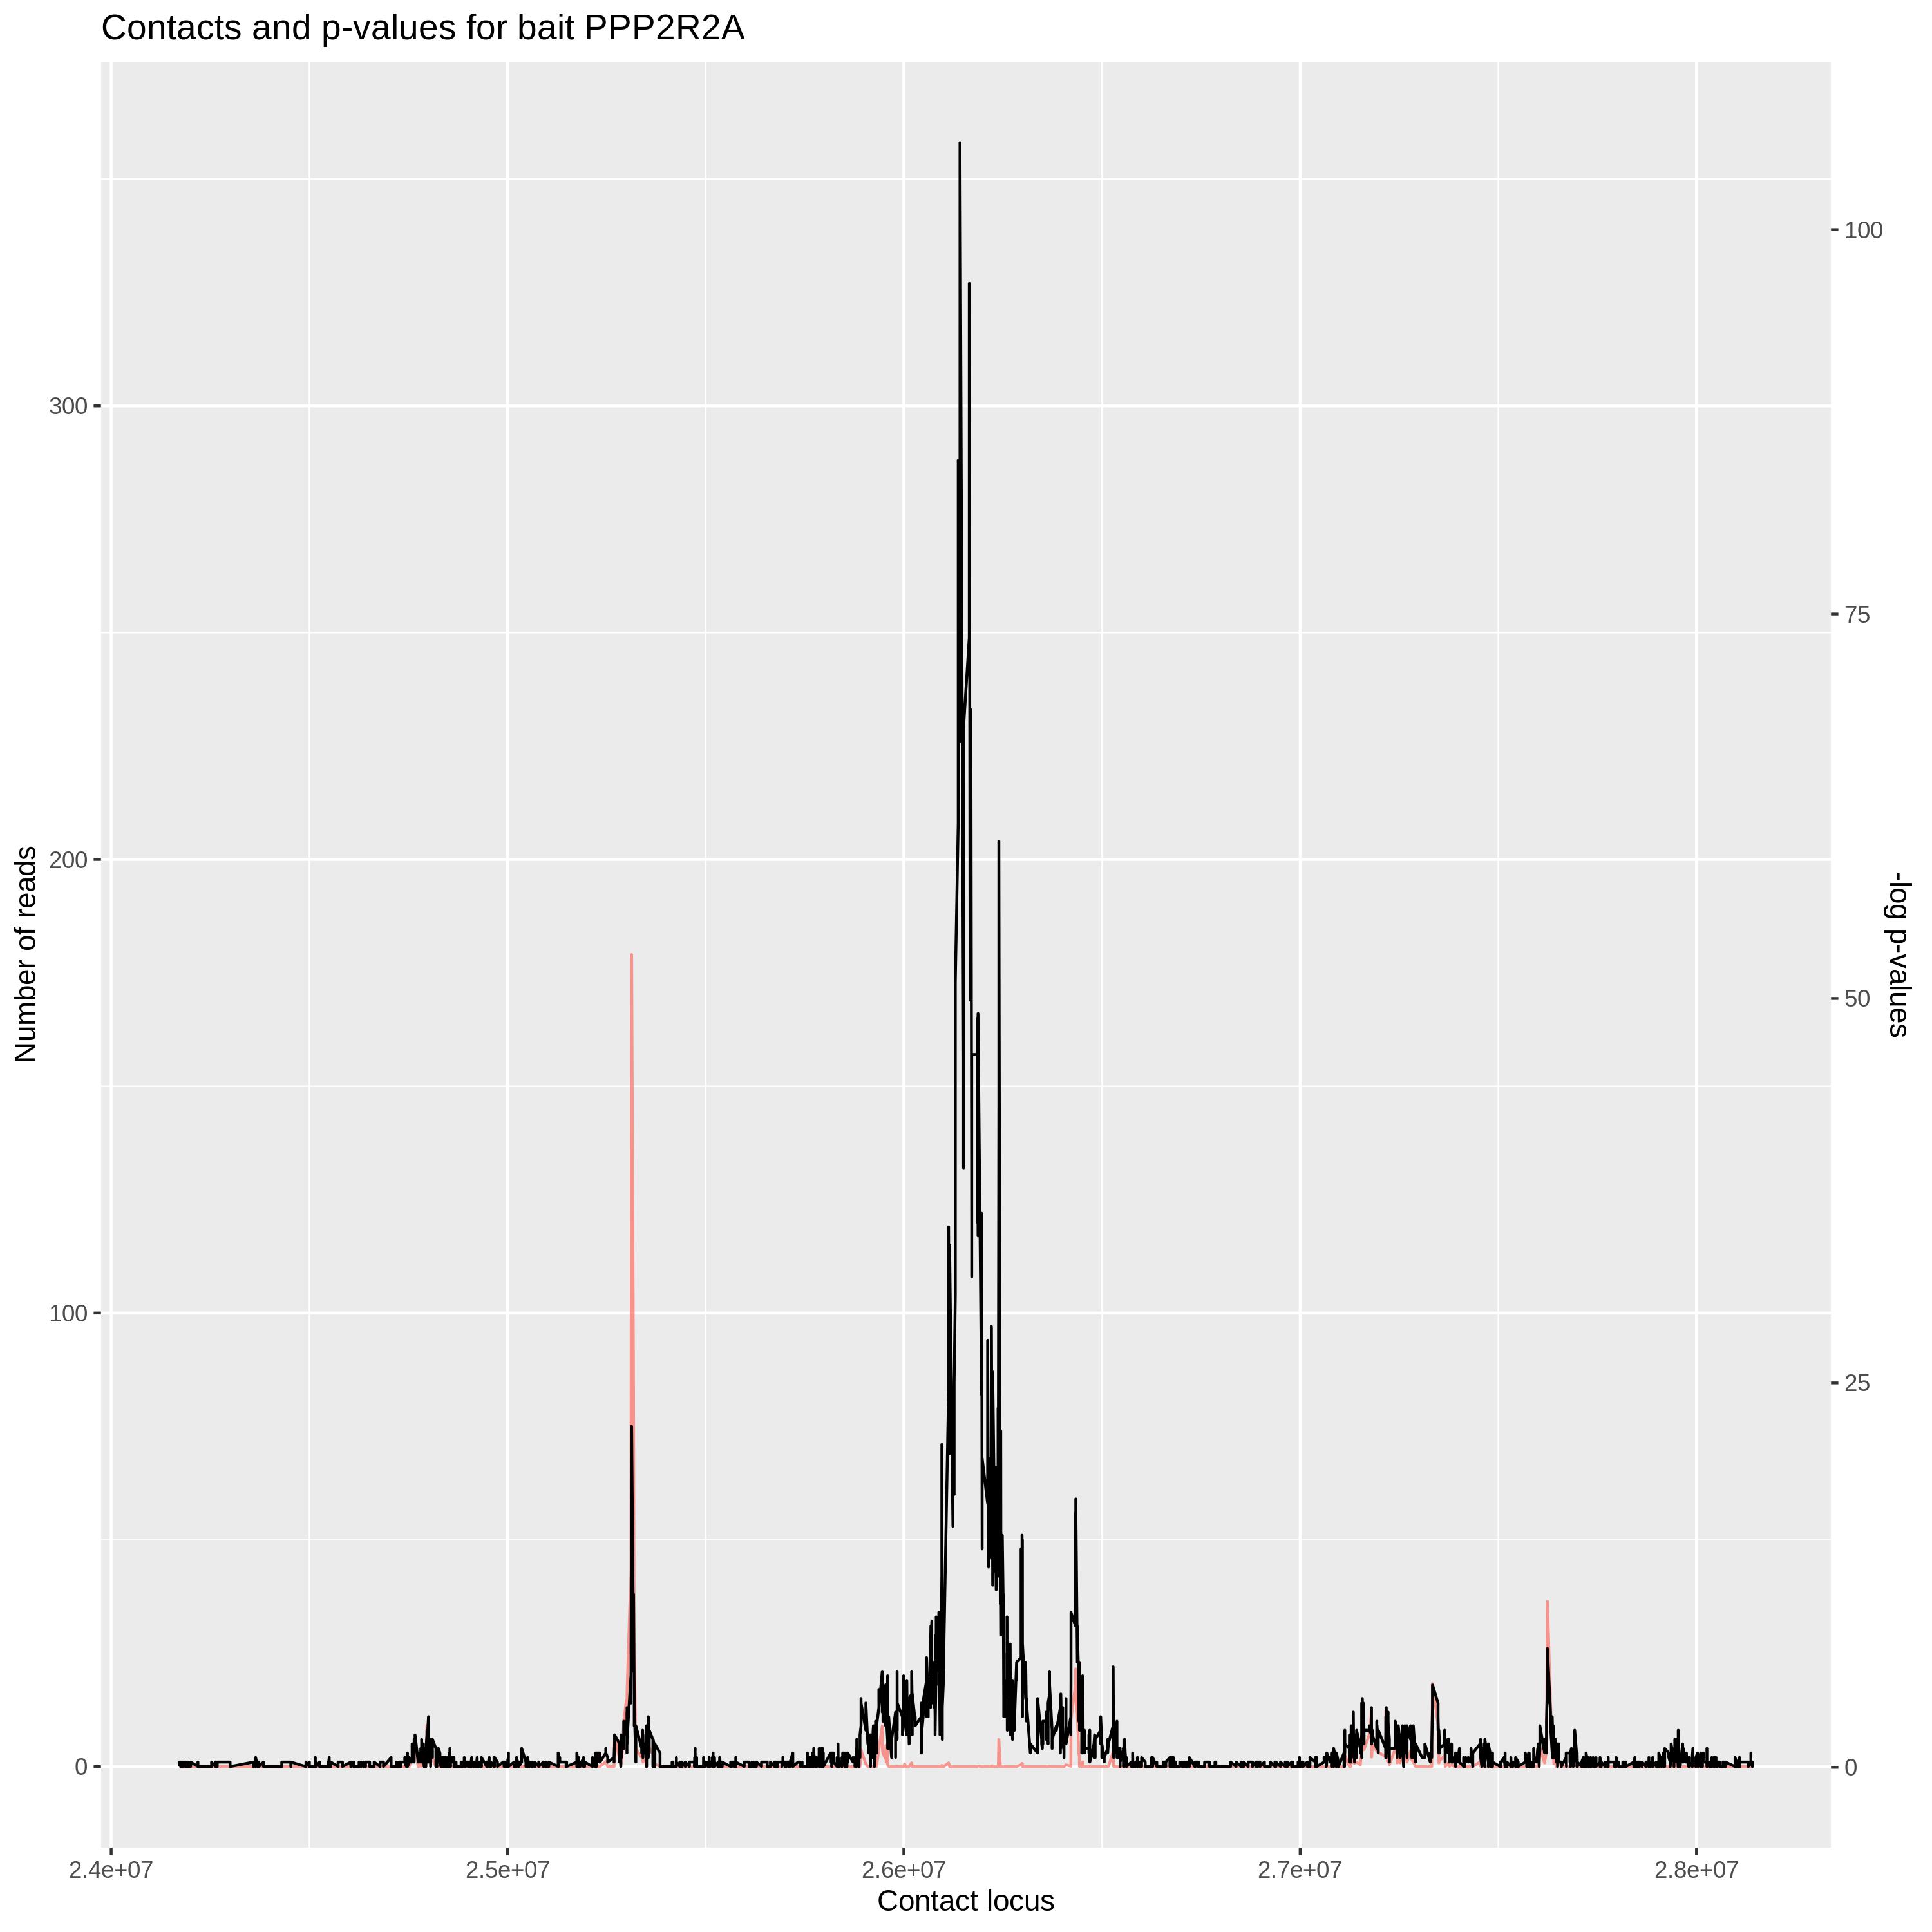 Contacts and p-values for bait PPP2R2A
300
200
100
0
Number of reads
100
75
50
25
0
-log p-values
2.4e+07
2.5e+07
2.6e+07
2.7e+07
2.8e+07
Contact locus